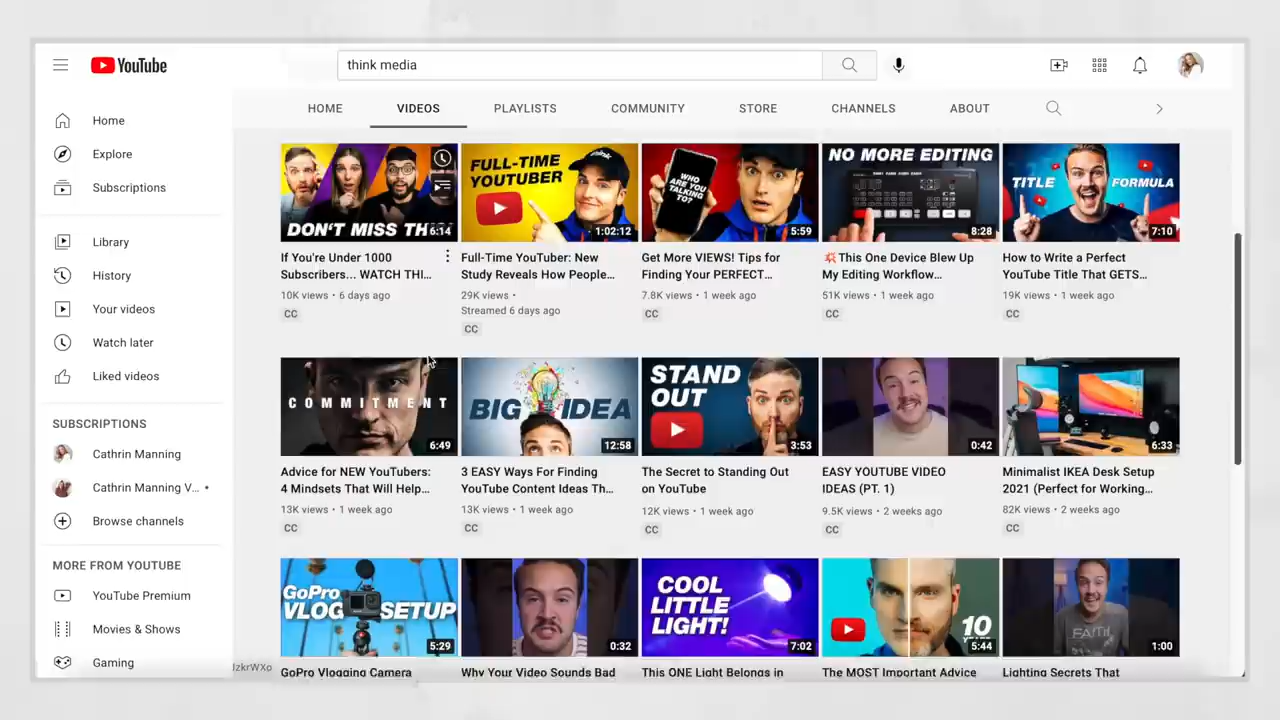 YouTube
think media
HOME VIDEOS PLAYLISTS COMMUNITY STORE CHANNELS ABOUT
Home
Explore
Subscriptions
Library
History
Your videos
Watch later
Liked videos
SUBSCRIPTIONS
Cathrin Manning
Cathrin Manning V... •
Browse channels
MORE FROM YOUTUBE
YouTube Premium
Movies & Shows
Gaming
DON'T MISS TH
6:14
If You're Under 1000
Subscribers... WATCH THI...
10K views • 6 days ago
CC
FULL-TIME
YOUTUBER
think
1:02:12
Full-Time YouTuber: New
Study Reveals How People...
29K views •
Streamed 6 days ago
CC
WHO
ARE YOU
TALKING
TO?
5:59
Get More VIEWS! Tips for
Finding Your PERFECT...
7.8K views • 1 week ago
CC
NO MORE EDITING
8:28
💥This One Device Blew Up
My Editing Workflow...
51K views • 1 week ago
CC
TITLE FORMULA
7:10
How to Write a Perfect
YouTube Title That GETS...
19K views • 1 week ago
CC
COMMITMENT
6:49
Advice for NEW YouTubers:
4 Mindsets That Will Help...
13K views • 1 week ago
CC
BIG IDEA
12:58
3 EASY Ways For Finding
YouTube Content Ideas Th...
13K views • 1 week ago
CC
STAND
OUT
3:53
The Secret to Standing Out
on YouTube
12K views • 1 week ago
CC
0:42
EASY YOUTUBE VIDEO
IDEAS (PT. 1)
9.5K views • 2 weeks ago
CC
6:33
Minimalist IKEA Desk Setup
2021 (Perfect for Working...
82K views • 2 weeks ago
CC
GoPro
VLOG SETUP
5:29
GoPro Vlogging Camera
0:32
Why Your Video Sounds Bad
COOL
LITTLE
LIGHT!
7:02
This ONE Light Belongs in
10
5:44
The MOST Important Advice
FAITH
1:00
Lighting Secrets That
JzkrWXp